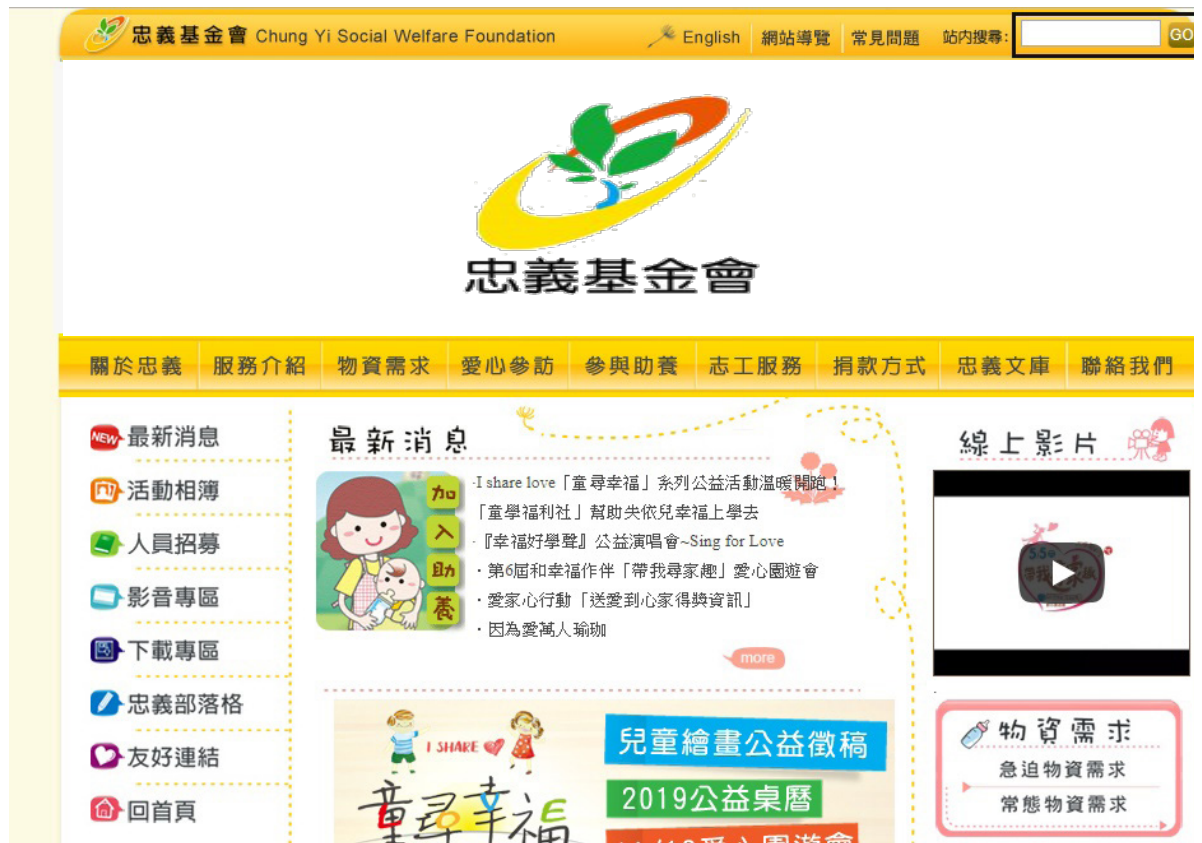 忠義基金會 Chung Yi Social Welfare Foundation
English 網站導覽 常見問題 站內搜尋: GO
忠義基金會
關於忠義 服務介紹 物資需求 愛心參訪 參與助養 志工服務 捐款方式 忠義文庫 聯絡我們
NEW 最新消息
活動相簿
人員招募
影音專區
下載專區
忠義部落格
友好連結
回首頁
最新消息
加入助養
·I share love「童尋幸福」系列公益活動溫暖開跑！
「童學福利社」幫助失依兒幸福上學去
·『幸福好學聲』公益演唱會~Sing for Love
·第6屆和幸福作伴「帶我尋家趣」愛心園遊會
·愛家心行動「送愛到心家得獎資訊」
·因為愛萬人瑜珈
more
I SHARE
童尋幸福
兒童繪畫公益徵稿
2019公益桌曆
愛心園遊會
線上影片
物資需求
急迫物資需求
常態物資需求